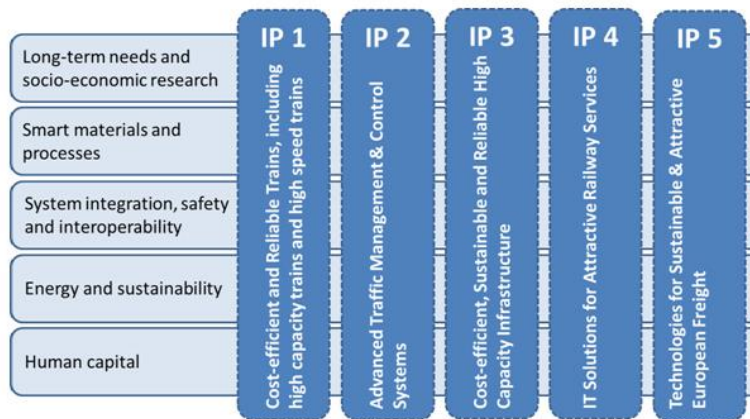 Long-term needs and
socio-economic research
Smart materials and
processes
System integration, safety
and interoperability
Energy and sustainability
Human capital
IP 1
Cost-efficient and Reliable Trains, including
high capacity trains and high speed trains
IP 2
Advanced Traffic Management & Control
Systems
IP 3
Cost-efficient, Sustainable and Reliable High
Capacity Infrastructure
IP 4
IT Solutions for Attractive Railway Services
IP 5
Technologies for Sustainable & Attractive
European Freight